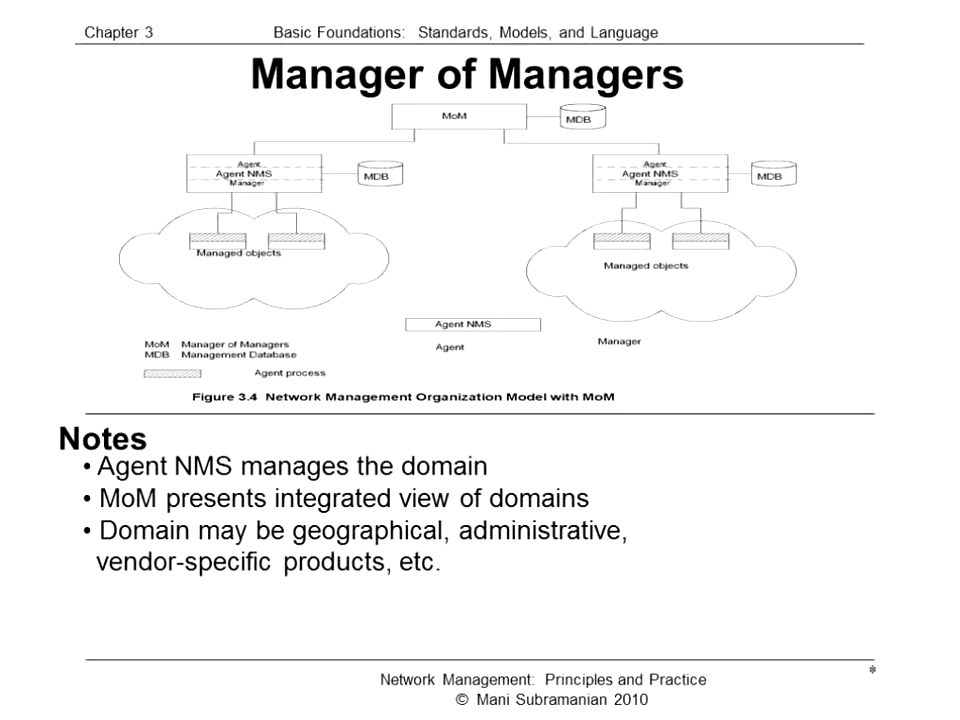 Chapter 3 Basic Foundations: Standards, Models, and Language
Manager of Managers
MoM MDB
Agent Agent
Agent NMS MDB Agent NMS MDB
Manager Manager
Managed objects
Managed objects
Agent NMS
MoM Manager of Managers Agent Manager
MDB Management Database
Agent process
Figure 3.4 Network Management Organization Model with MoM
Notes
• Agent NMS manages the domain
• MoM presents integrated view of domains
• Domain may be geographical, administrative,
vendor-specific products, etc.
*
Network Management: Principles and Practice
© Mani Subramanian 2010